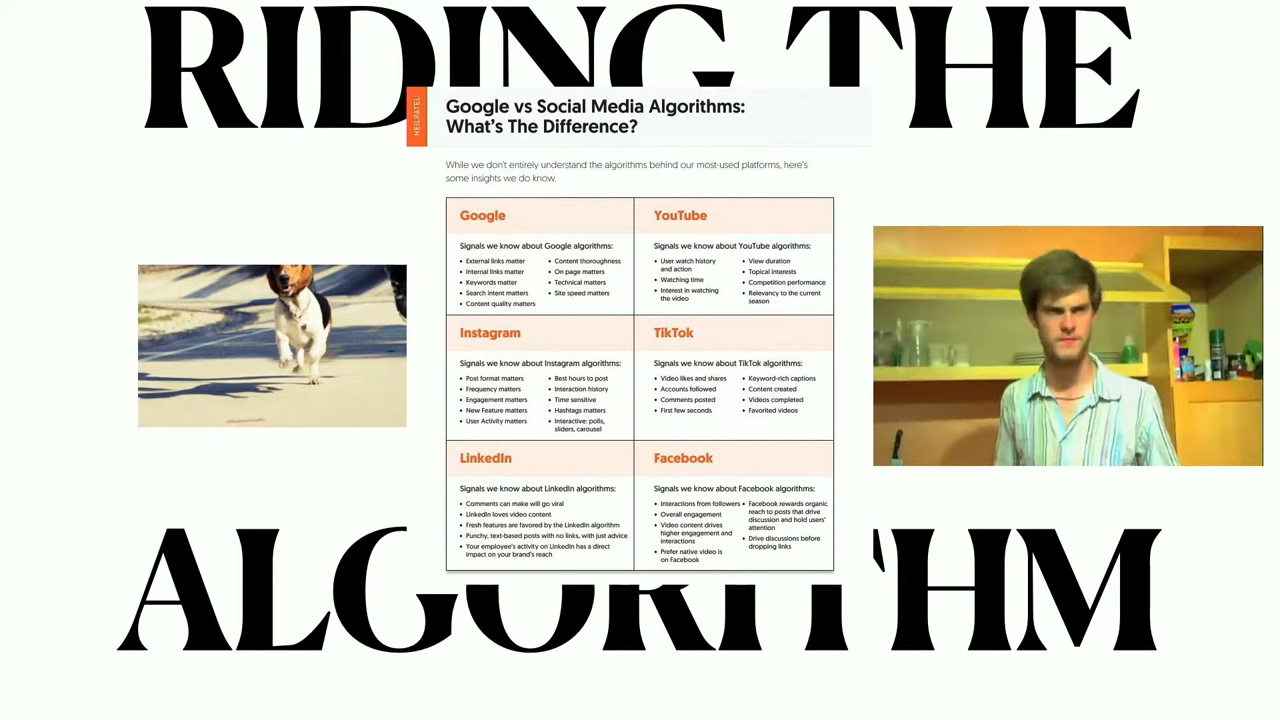 RIDING THE
NEILPATEL
Google vs Social Media Algorithms:
What's The Difference?
While we don't entirely understand the algorithms behind our most-used platforms, here's
some insights we do know.
Google
Signals we know about Google algorithms:
• External links matter
• Internal links matter
• Keywords matter
• Search intent matters
• Content quality matters
• Content thoroughness
• On page matters
• Technical matters
• Site speed matters
YouTube
Signals we know about YouTube algorithms:
• User watch history
and action
• Watching time
• Interest in watching
the video
• View duration
• Topical interests
• Competition performance
• Relevancy to the current
season
Instagram
Signals we know about Instagram algorithms:
• Post format matters
• Frequency matters
• Engagement matters
• New Feature matters
• User Activity matters
• Best hours to post
• Interaction history
• Time sensitive
• Hashtags matters
• Interactive: polls,
sliders, carousel
TikTok
Signals we know about TikTok algorithms:
• Video likes and shares
• Accounts followed
• Comments posted
• First few seconds
• Keyword-rich captions
• Content created
• Videos completed
• Favorited videos
LinkedIn
Signals we know about LinkedIn algorithms:
• Comments can make will go viral
• LinkedIn loves video content
• Fresh features are favored by the LinkedIn algorithm
• Punchy, text-based posts with no links, with just advice
• Your employee's activity on LinkedIn has a direct
impact on your brand's reach
Facebook
Signals we know about Facebook algorithms:
• Interactions from followers
• Overall engagement
• Video content drives
higher engagement and
interactions
• Prefer native video is
on Facebook
• Facebook rewards organic
reach to posts that drive
discussion and hold users'
attention
• Drive discussions before
dropping links
ALGORITHM